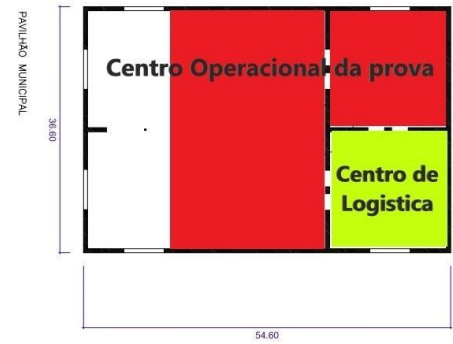 PAVILHÃO MUNICIPAL
36.60
Centro Operacional da prova
Centro de
Logistica
54.60